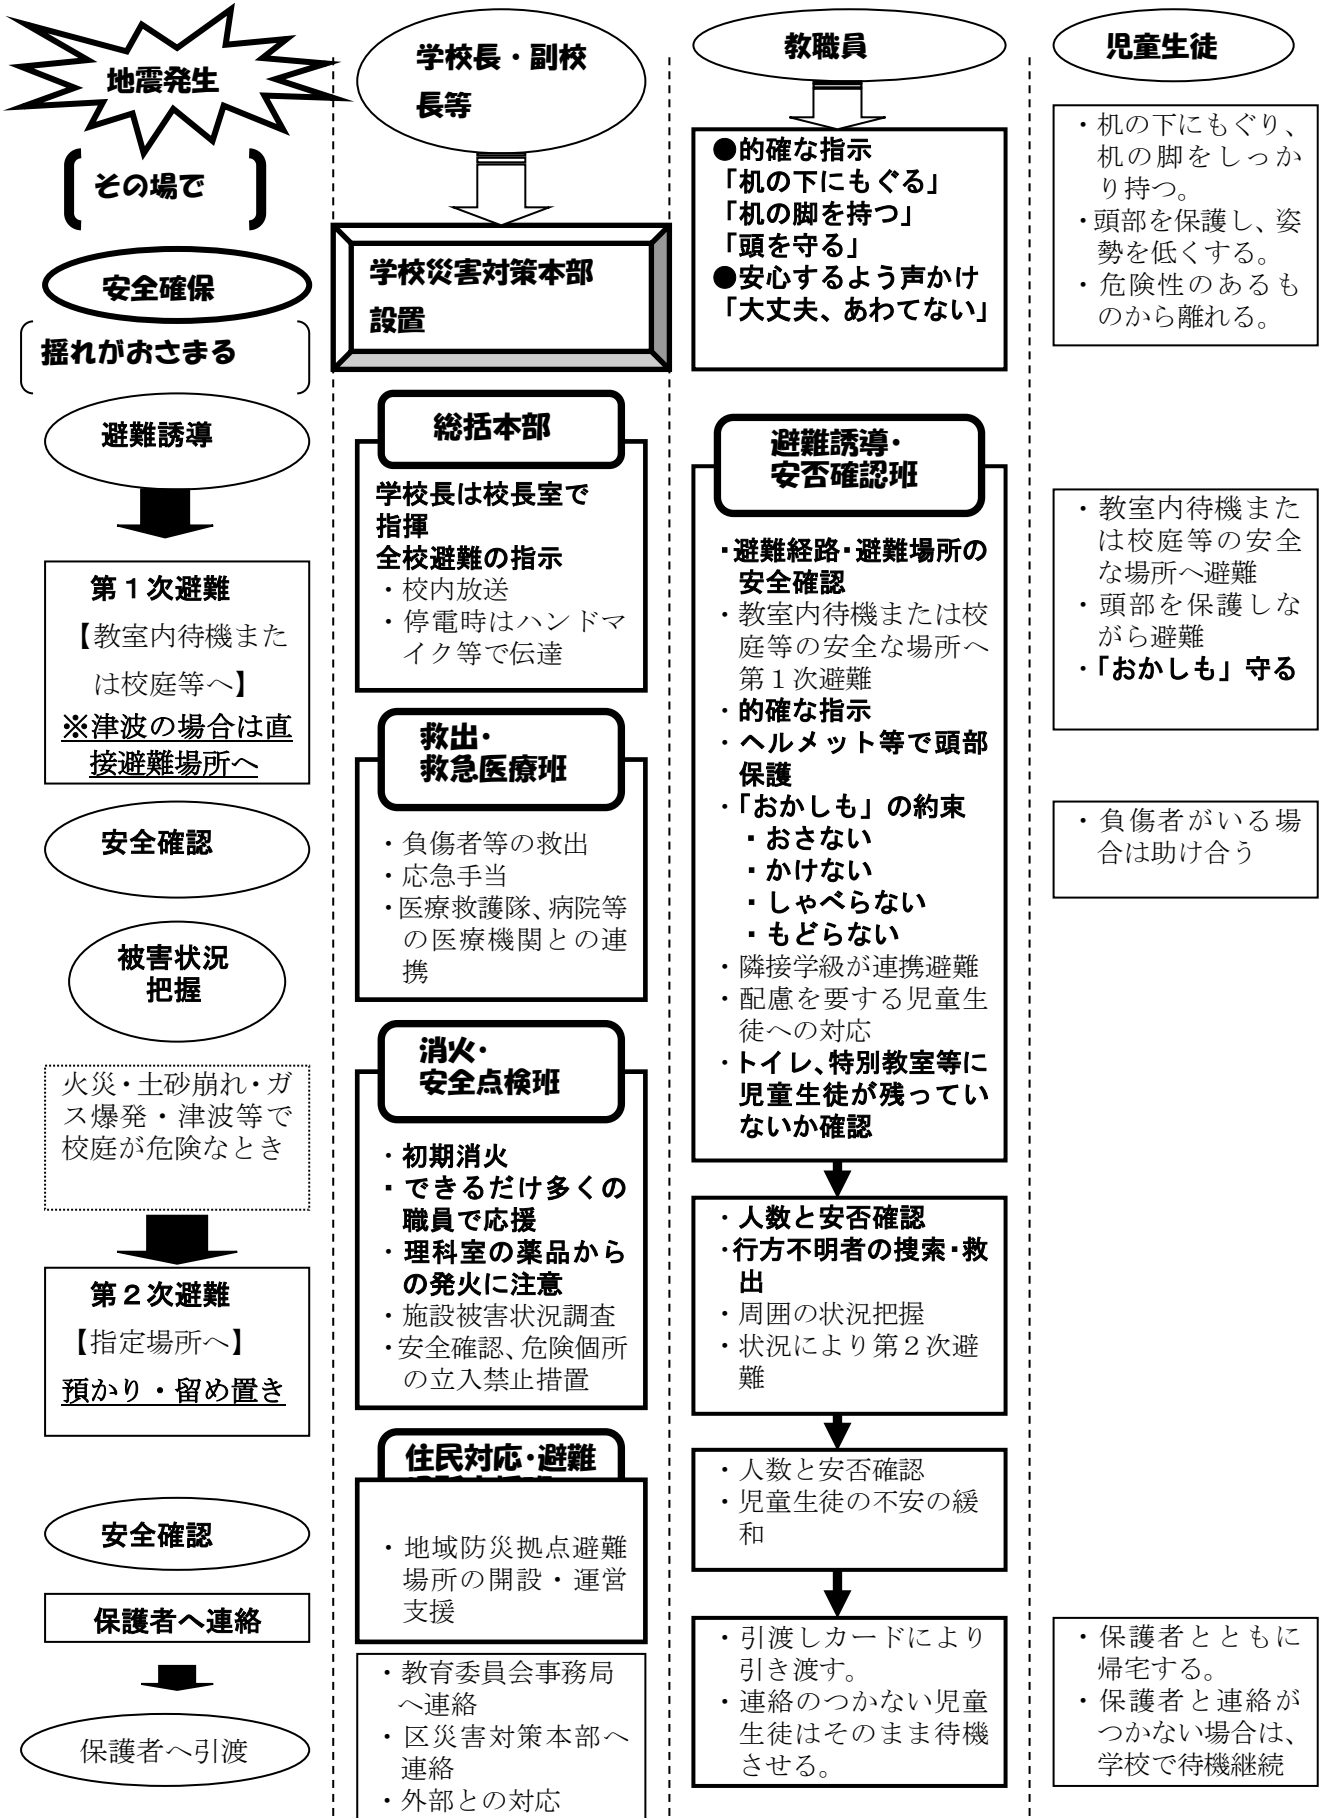 地震発生
その場で
安全確保
揺れがおさまる
避難誘導
第１次避難
【教室内待機また
は校庭等へ】
※津波の場合は直
接避難場所へ
安全確認
被害状況
把握
火災・土砂崩れ・ガ
ス爆発・津波等で
校庭が危険なとき
第２次避難
【指定場所へ】
預かり・留め置き
安全確認
保護者へ連絡
保護者へ引渡
学校長・副校
長等
学校災害対策本部
設置
総括本部
学校長は校長室で
指揮
全校避難の指示
・校内放送
・停電時はハンドマ
イク等で伝達
救出・
救急医療班
・負傷者等の救出
・応急手当
・医療救護隊、病院等
の医療機関との連
携
消火・
安全点検班
・初期消火
・できるだけ多くの
職員で応援
・理科室の薬品から
の発火に注意
・施設被害状況調査
・安全確認、危険個所
の立入禁止措置
住民対応・避難
・地域防災拠点避難
場所の開設・運営
支援
・教育委員会事務局
へ連絡
・区災害対策本部へ
連絡
・外部との対応
教職員
●的確な指示
「机の下にもぐる」
「机の脚を持つ」
「頭を守る」
●安心するよう声かけ
「大丈夫、あわてない」
避難誘導・
安否確認班
・避難経路・避難場所の
安全確認
・教室内待機または校
庭等の安全な場所へ
第１次避難
・的確な指示
・ヘルメット等で頭部
保護
・「おかしも」の約束
・おさない
・かけない
・しゃべらない
・もどらない
・隣接学級が連携避難
・配慮を要する児童生
徒への対応
・トイレ、特別教室等に
児童生徒が残ってい
ないか確認
・人数と安否確認
・行方不明者の捜索・救
出
・周囲の状況把握
・状況により第２次避
難
・人数と安否確認
・児童生徒の不安の緩
和
・引渡しカードにより
引き渡す。
・連絡のつかない児童
生徒はそのまま待機
させる。
児童生徒
・机の下にもぐり、
机の脚をしっか
り持つ。
・頭部を保護し、姿
勢を低くする。
・危険性のあるも
のから離れる。
・教室内待機また
は校庭等の安全
な場所へ避難
・頭部を保護しな
がら避難
・「おかしも」守る
・負傷者がいる場
合は助け合う
・保護者とともに
帰宅する。
・保護者と連絡が
つかない場合は、
学校で待機継続